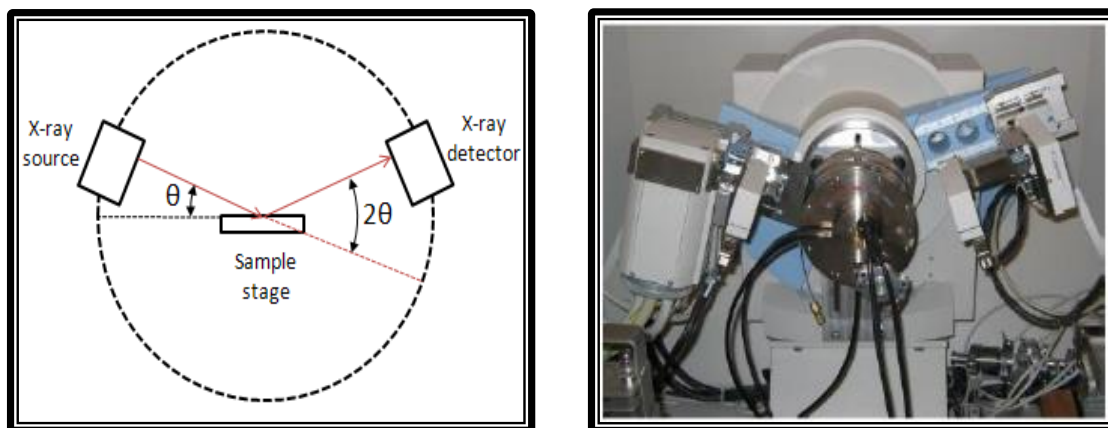 X-ray
source
X-ray
detector
θ
2θ
Sample
stage